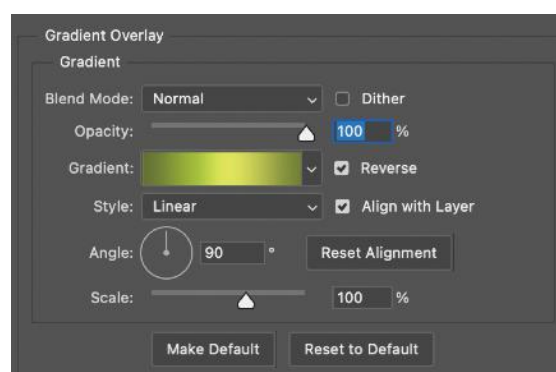 Gradient Overlay
Gradient
Blend Mode: Normal Dither
Opacity: 100 %
Gradient: Reverse
Style: Linear Align with Layer
Angle: 90 ° Reset Alignment
Scale: 100 %
Make Default Reset to Default